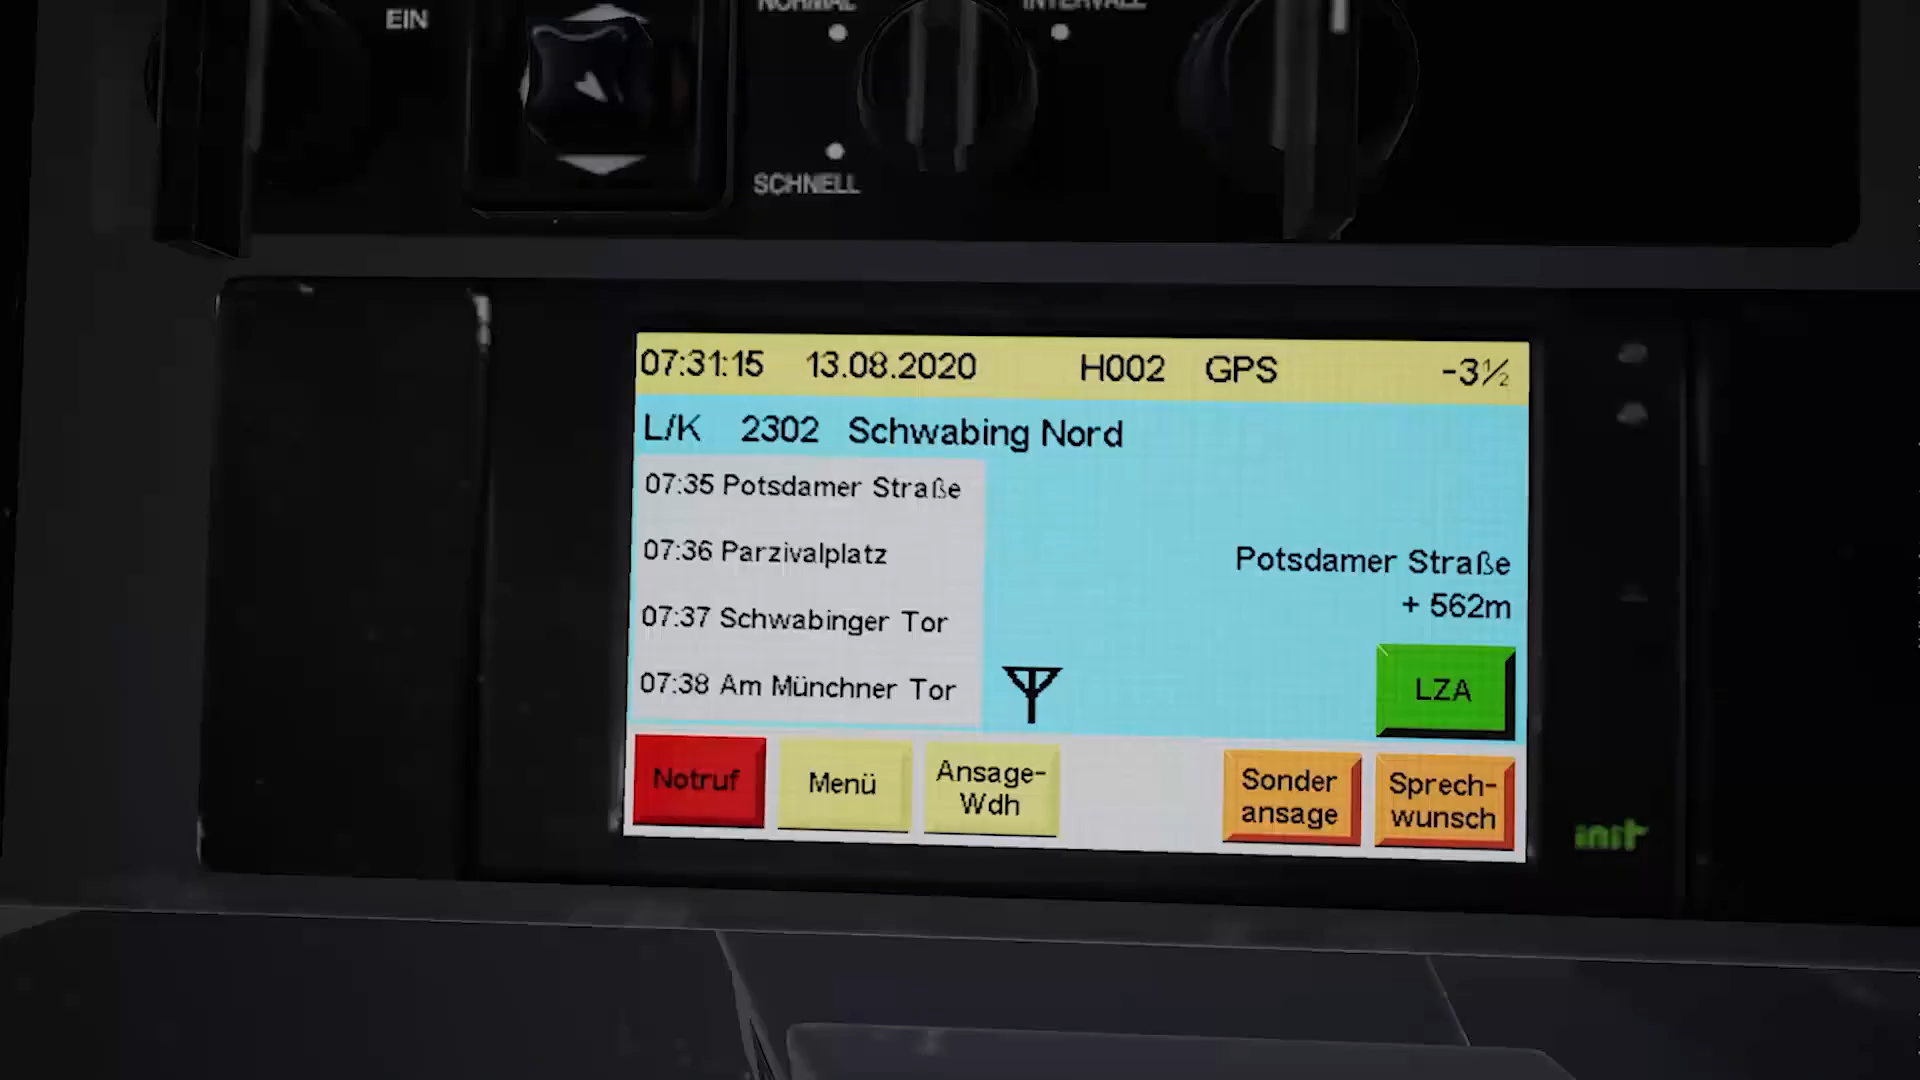 EIN
NORMAL
INTERVALL
SCHNELL
07:31:15 13.08.2020 H002 GPS -3½
L/K 2302 Schwabing Nord
07:35 Potsdamer Straße
07:36 Parzivalplatz
07:37 Schwabinger Tor
07:38 Am Münchner Tor
Potsdamer Straße
+ 562m
LZA
Notruf
Menü
Ansage-
Wdh
Sonder
ansage
Sprech-
wunsch
init